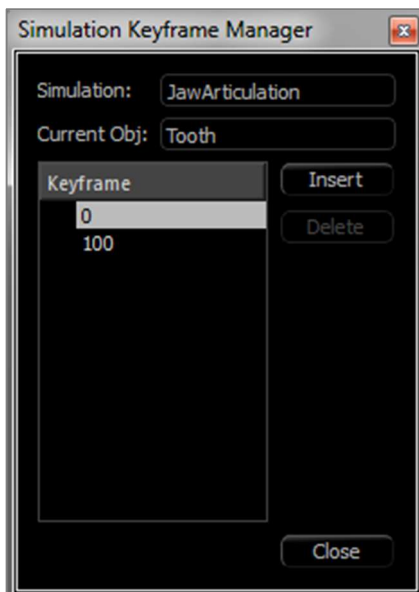 Simulation Keyframe Manager
Simulation: JawArticulation
Current Obj: Tooth
Keyframe
Insert
0
Delete
100
Close